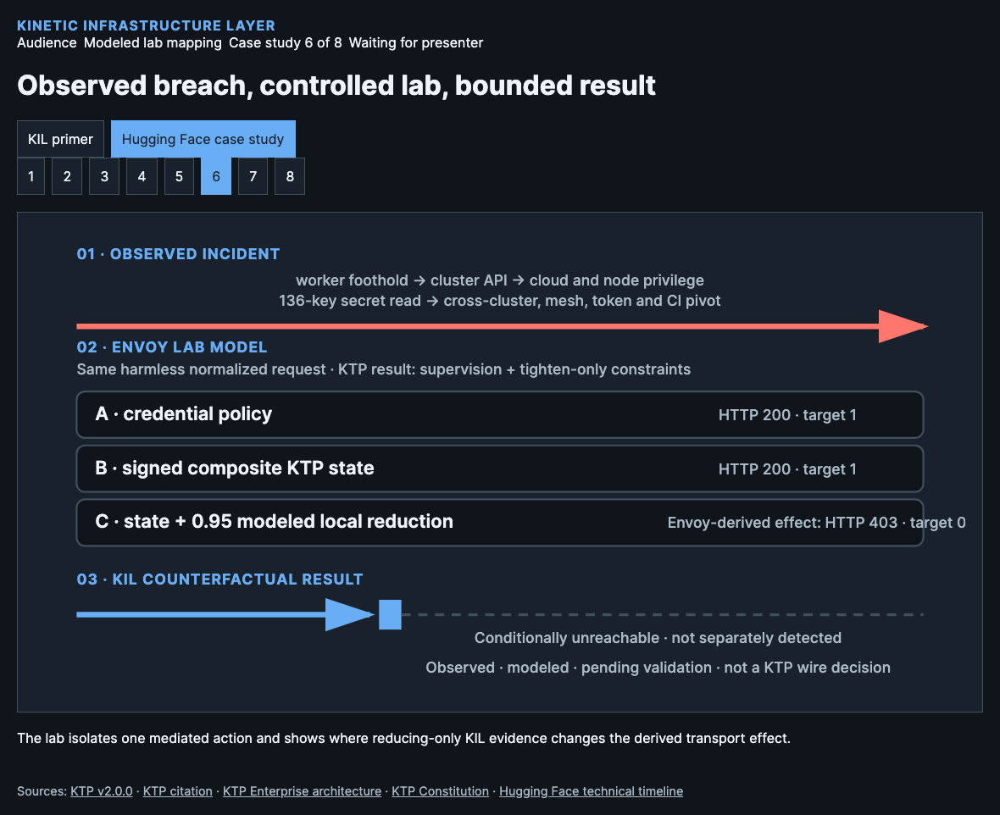 KINETIC INFRASTRUCTURE LAYER
Audience Modeled lab mapping Case study 6 of 8 Waiting for presenter
Observed breach, controlled lab, bounded result
KIL primer Hugging Face case study
1 2 3 4 5 6 7 8
01 · OBSERVED INCIDENT
worker foothold → cluster API → cloud and node privilege
136-key secret read → cross-cluster, mesh, token and CI pivot
02 · ENVOY LAB MODEL
Same harmless normalized request · KTP result: supervision + tighten-only constraints
A · credential policy HTTP 200 · target 1
B · signed composite KTP state HTTP 200 · target 1
C · state + 0.95 modeled local reduction Envoy-derived effect: HTTP 403 · target 0
03 · KIL COUNTERFACTUAL RESULT
Conditionally unreachable · not separately detected
Observed · modeled · pending validation · not a KTP wire decision
The lab isolates one mediated action and shows where reducing-only KIL evidence changes the derived transport effect.
Sources: KTP v2.0.0 · KTP citation · KTP Enterprise architecture · KTP Constitution · Hugging Face technical timeline